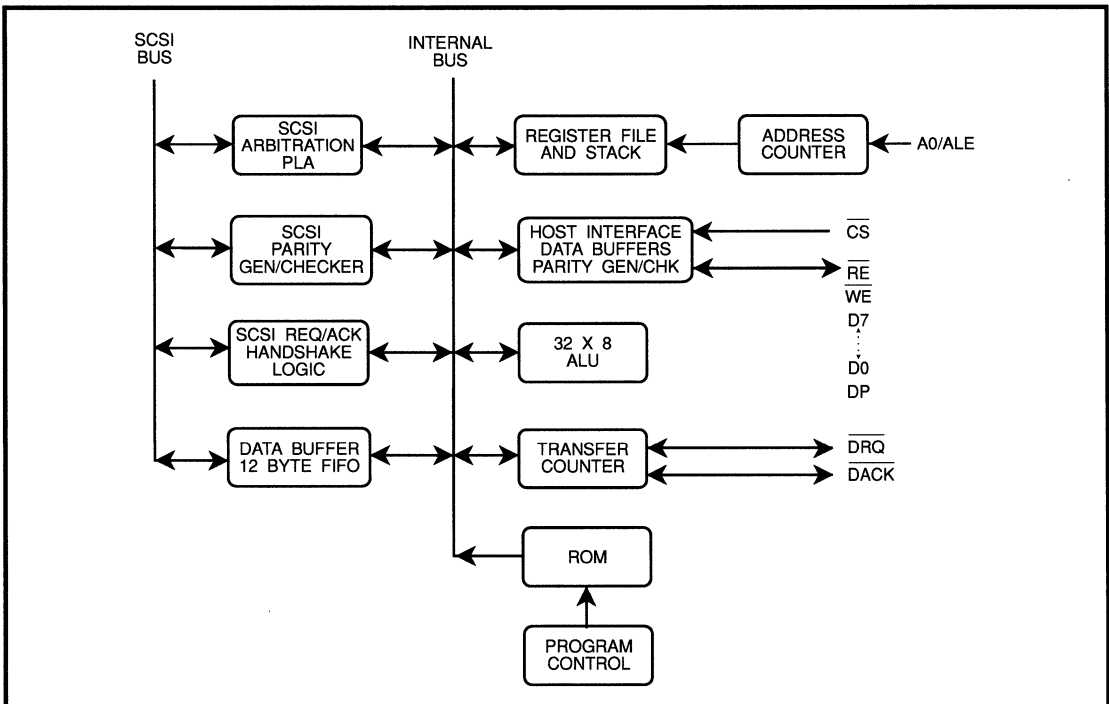 SCSI
BUS
INTERNAL
BUS
SCSI
ARBITRATION
PLA
REGISTER FILE
AND STACK
ADDRESS
COUNTER
A0/ALE
SCSI
PARITY
GEN/CHECKER
HOST INTERFACE
DATA BUFFERS
PARITY GEN/CHK
CS
RE
WE
D7
D0
DP
SCSI REQ/ACK
HANDSHAKE
LOGIC
32 X 8
ALU
DATA BUFFER
12 BYTE FIFO
TRANSFER
COUNTER
DRQ
DACK
ROM
PROGRAM
CONTROL